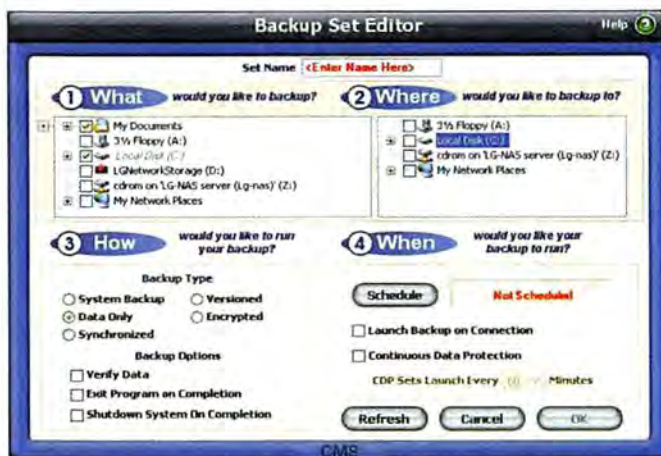 Backup Set Editor
Help ?
Set Name <Enter Name Here>
1 What would you like to backup?
My Documents
3½ Floppy (A:)
Local Disk (C:)
LGNetworkStorage (D:)
cdrom on 'LG-NAS server (Lg-nas)' (Z:)
My Network Places
2 Where would you like to backup to?
3½ Floppy (A:)
Local Disk (C:)
cdrom on 'LG-NAS server (Lg-nas)' (Z:)
My Network Places
3 How would you like to run
your backup?
Backup Type
System Backup
Versioned
Data Only
Encrypted
Synchronized
Backup Options
Verify Data
Exit Program on Completion
Shutdown System On Completion
4 When would you like your
backup to run?
Schedule
Not Scheduled
Launch Backup on Connection
Continuous Data Protection
CDP Sets Launch Every
Minutes
Refresh
Cancel
OK
CMS